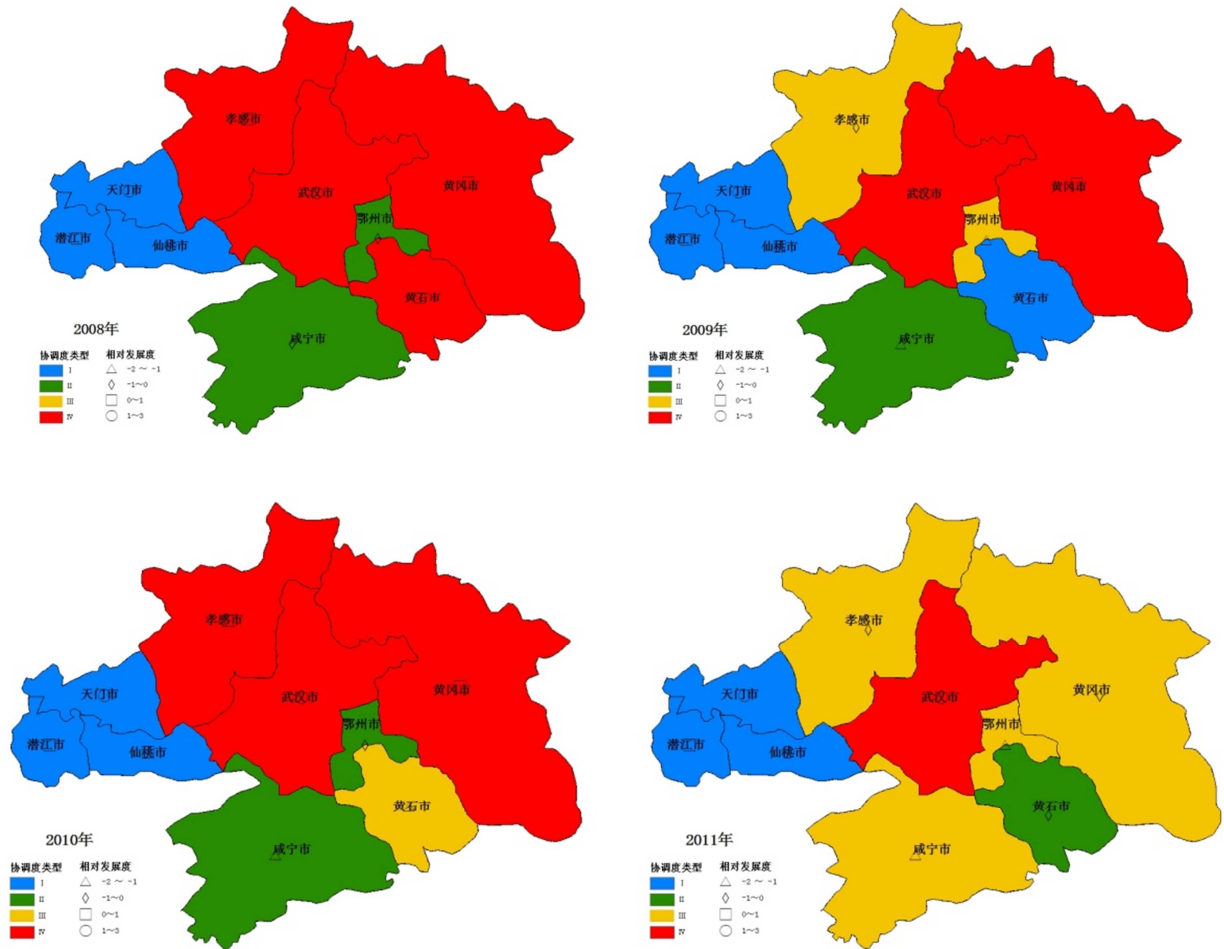 孝感市
天门市
武汉市
黄冈市
鄂州市
潜江市
仙桃市
黄石市
咸宁市
2008年
协调度类型 相对发展度
I -2 ~ -1
II -1~0
III 0~1
IV 1~3
孝感市
天门市
武汉市
黄冈市
鄂州市
潜江市
仙桃市
黄石市
咸宁市
2009年
协调度类型 相对发展度
I -2 ~ -1
II -1~0
III 0~1
IV 1~3
孝感市
天门市
武汉市
黄冈市
鄂州市
潜江市
仙桃市
黄石市
咸宁市
2010年
协调度类型 相对发展度
I -2 ~ -1
II -1~0
III 0~1
IV 1~3
孝感市
天门市
武汉市
黄冈市
鄂州市
潜江市
仙桃市
黄石市
咸宁市
2011年
协调度类型 相对发展度
I -2 ~ -1
II -1~0
III 0~1
IV 1~3